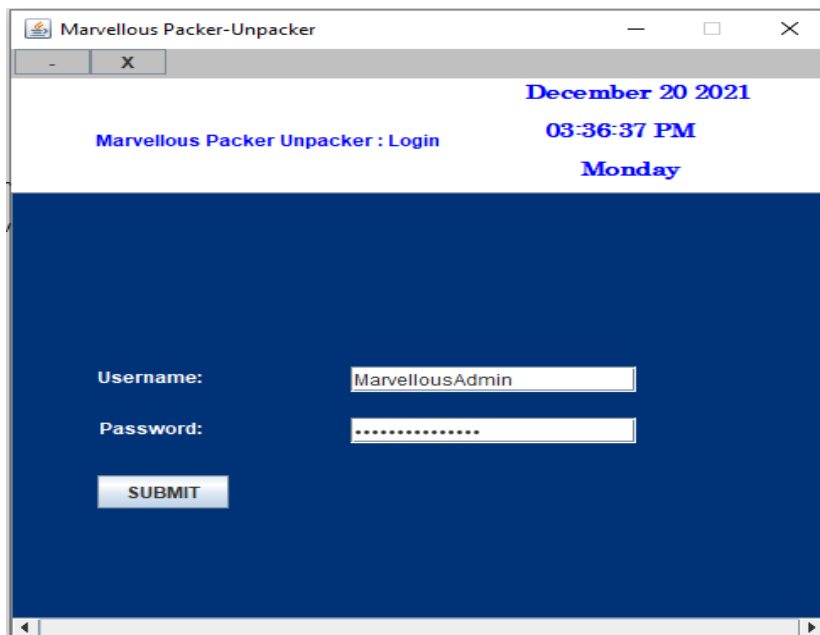 Marvellous Packer-Unpacker
- X
December 20 2021
Marvellous Packer Unpacker : Login
03:36:37 PM
Monday
Username: MarvellousAdmin
Password: •••••••••••••••
SUBMIT